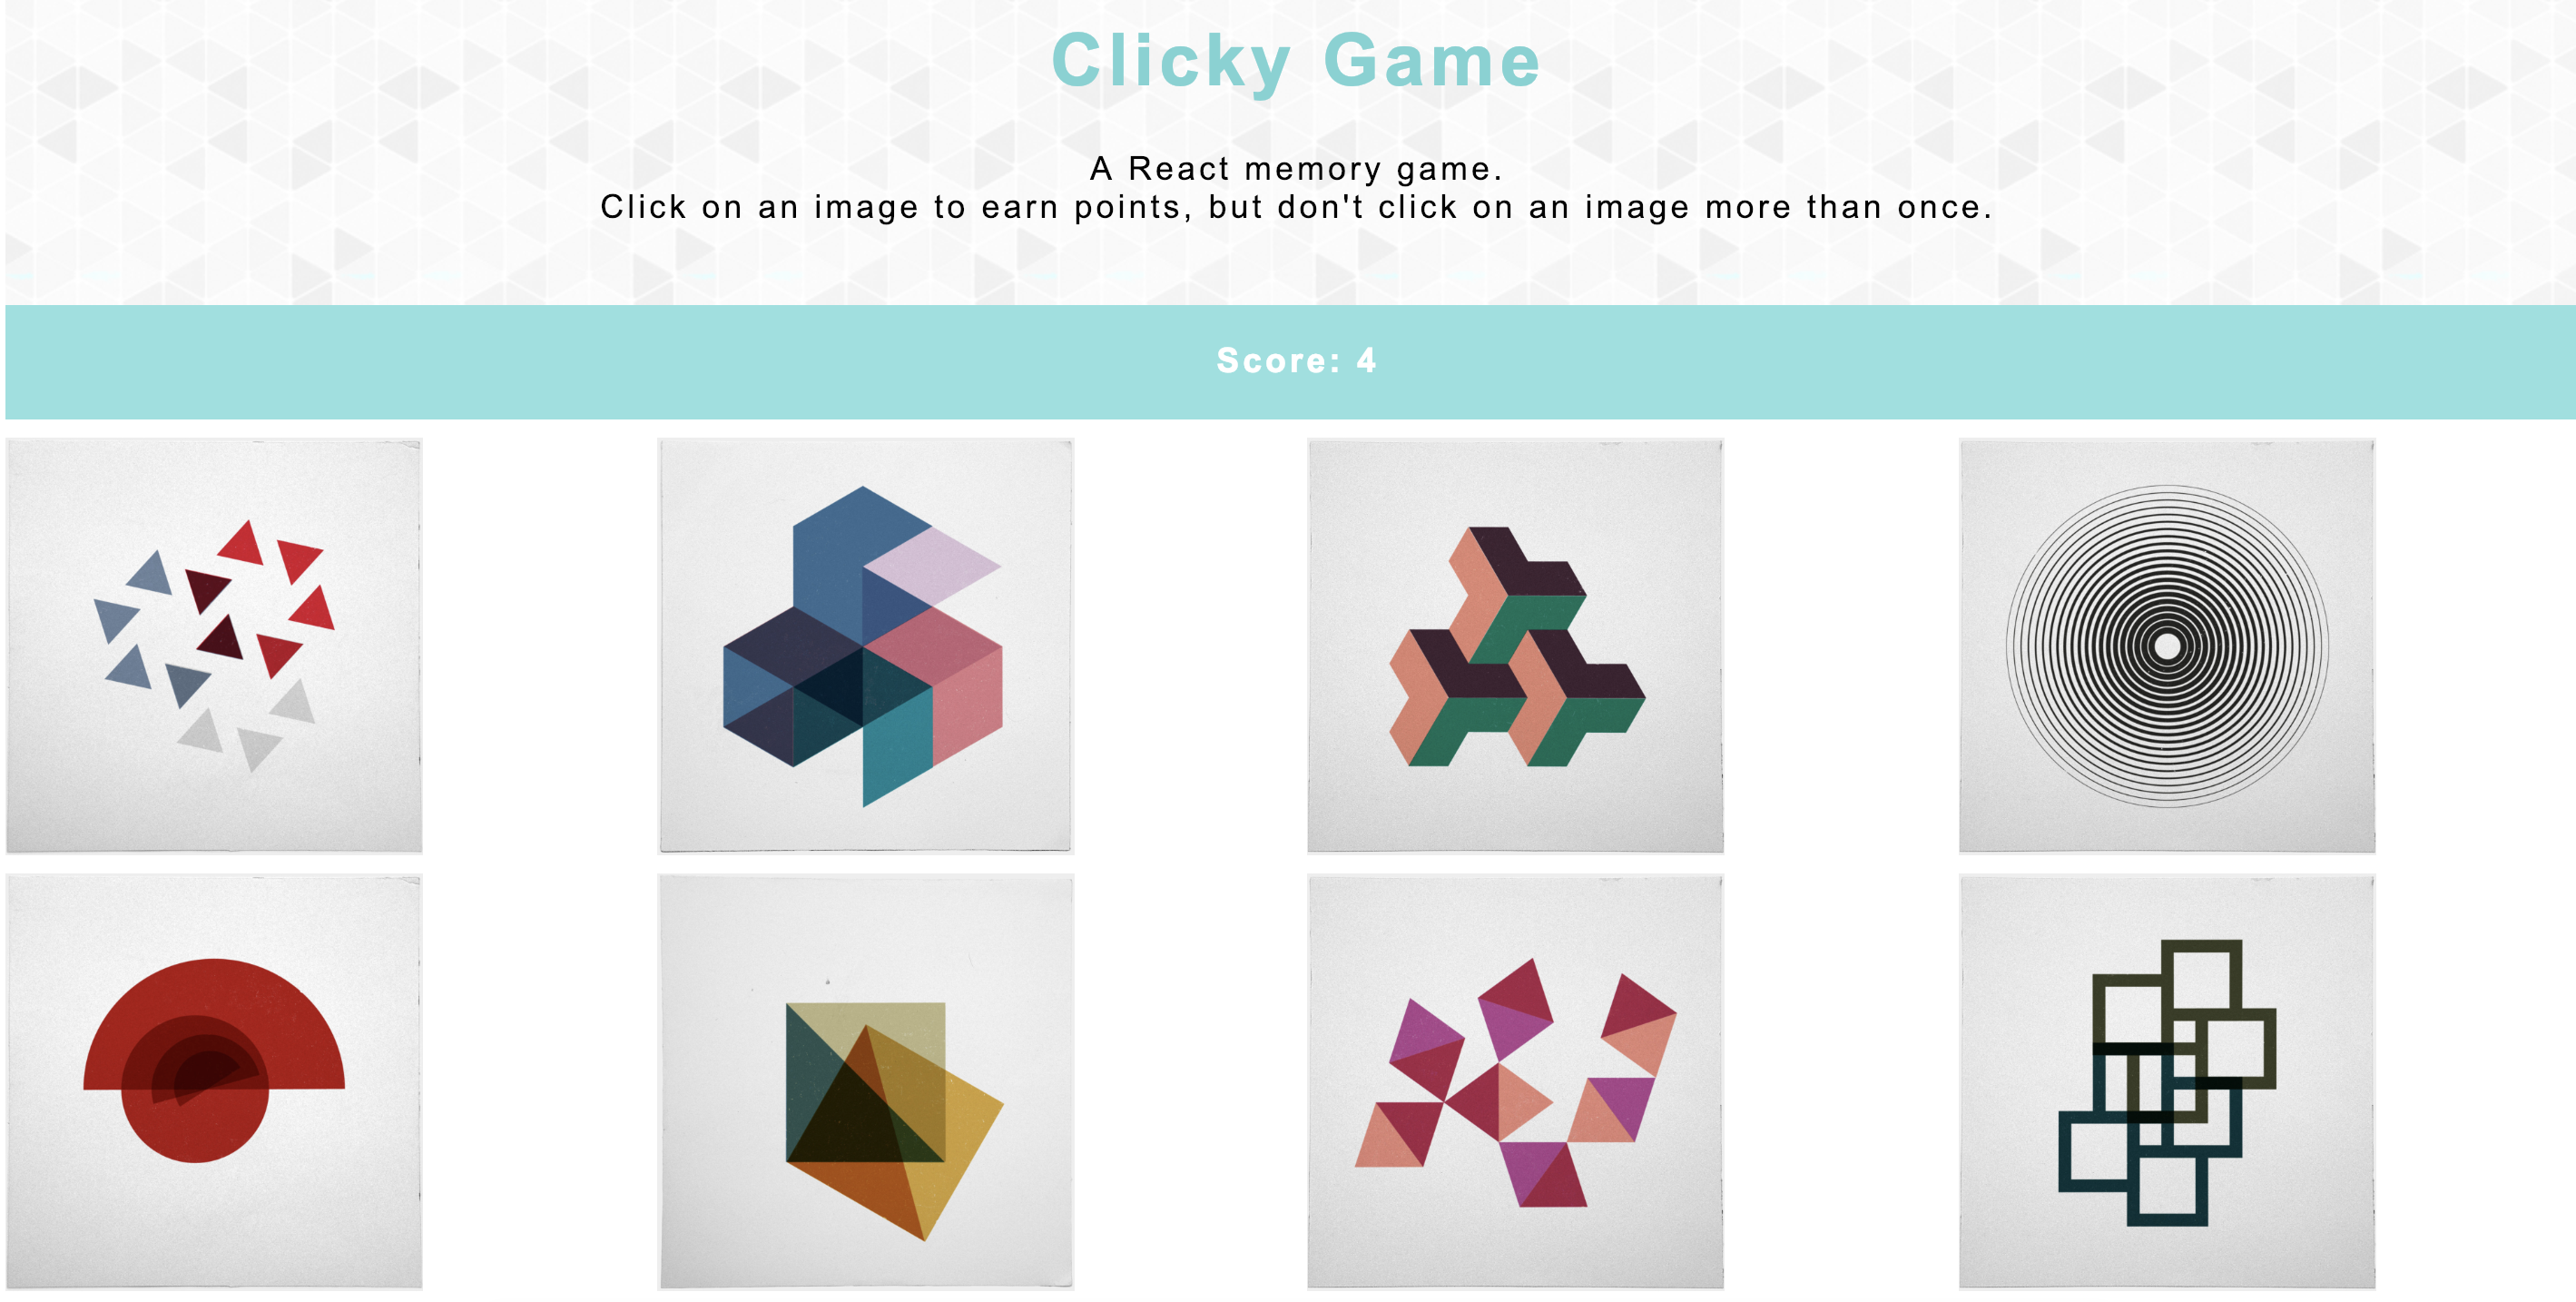 Clicky Game
A React memory game.
Click on an image to earn points, but don't click on an image more than once.
Score: 4